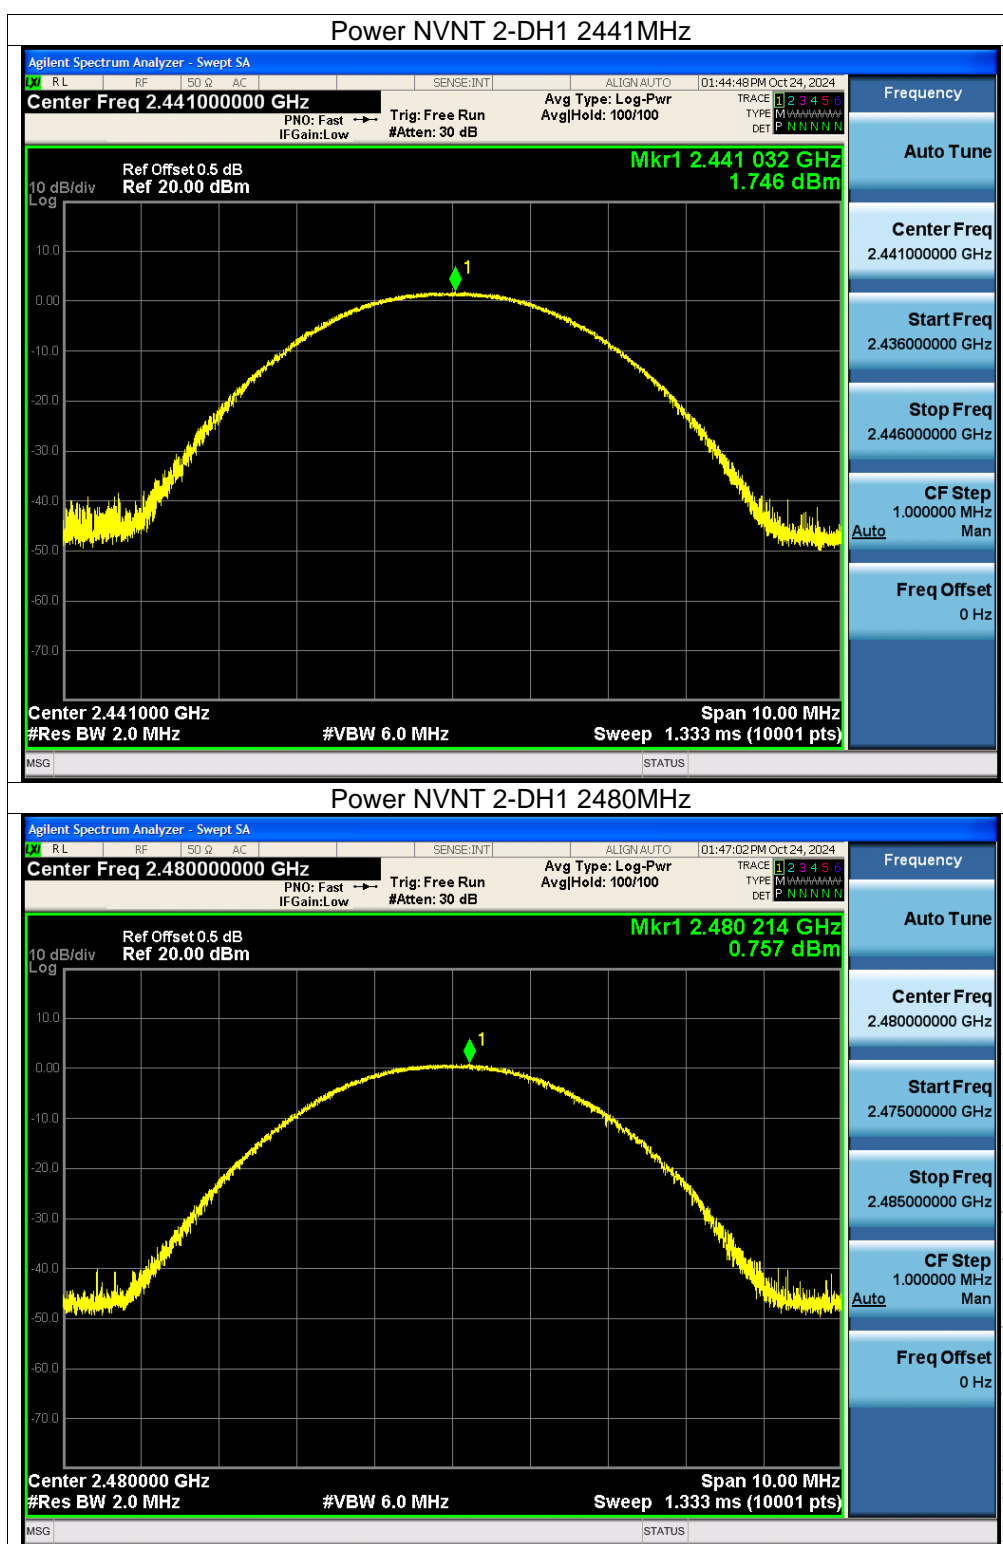 Power NVNT 2-DH1 2441MHz
Agilent Spectrum Analyzer - Swept SA
LXI RL RF 50 Ω AC SENSE:INT ALIGN AUTO 01:44:48 PM Oct 24, 2024
Center Freq 2.441000000 GHz
PNO: Fast
IFGain:Low
Trig: Free Run
#Atten: 30 dB
Avg Type: Log-Pwr
Avg|Hold: 100/100
TRACE 1 2 3 4 5 6
TYPE M WWWWW
DET P N N N N N
Frequency
Auto Tune
Center Freq
2.441000000 GHz
Start Freq
2.436000000 GHz
Stop Freq
2.446000000 GHz
CF Step
1.000000 MHz
Auto Man
Freq Offset
0 Hz
Mkr1 2.441 032 GHz
1.746 dBm
Ref Offset 0.5 dB
10 dB/div Ref 20.00 dBm
Log
10.0
0.00
-10.0
-20.0
-30.0
-40.0
-50.0
-60.0
-70.0
1
Center 2.441000 GHz Span 10.00 MHz
#Res BW 2.0 MHz #VBW 6.0 MHz Sweep 1.333 ms (10001 pts)
MSG STATUS
Power NVNT 2-DH1 2480MHz
Agilent Spectrum Analyzer - Swept SA
LXI RL RF 50 Ω AC SENSE:INT ALIGN AUTO 01:47:02 PM Oct 24, 2024
Center Freq 2.480000000 GHz
PNO: Fast
IFGain:Low
Trig: Free Run
#Atten: 30 dB
Avg Type: Log-Pwr
Avg|Hold: 100/100
TRACE 1 2 3 4 5 6
TYPE M WWWWW
DET P N N N N N
Frequency
Auto Tune
Center Freq
2.480000000 GHz
Start Freq
2.475000000 GHz
Stop Freq
2.485000000 GHz
CF Step
1.000000 MHz
Auto Man
Freq Offset
0 Hz
Mkr1 2.480 214 GHz
0.757 dBm
Ref Offset 0.5 dB
10 dB/div Ref 20.00 dBm
Log
10.0
0.00
-10.0
-20.0
-30.0
-40.0
-50.0
-60.0
-70.0
1
Center 2.480000 GHz Span 10.00 MHz
#Res BW 2.0 MHz #VBW 6.0 MHz Sweep 1.333 ms (10001 pts)
MSG STATUS